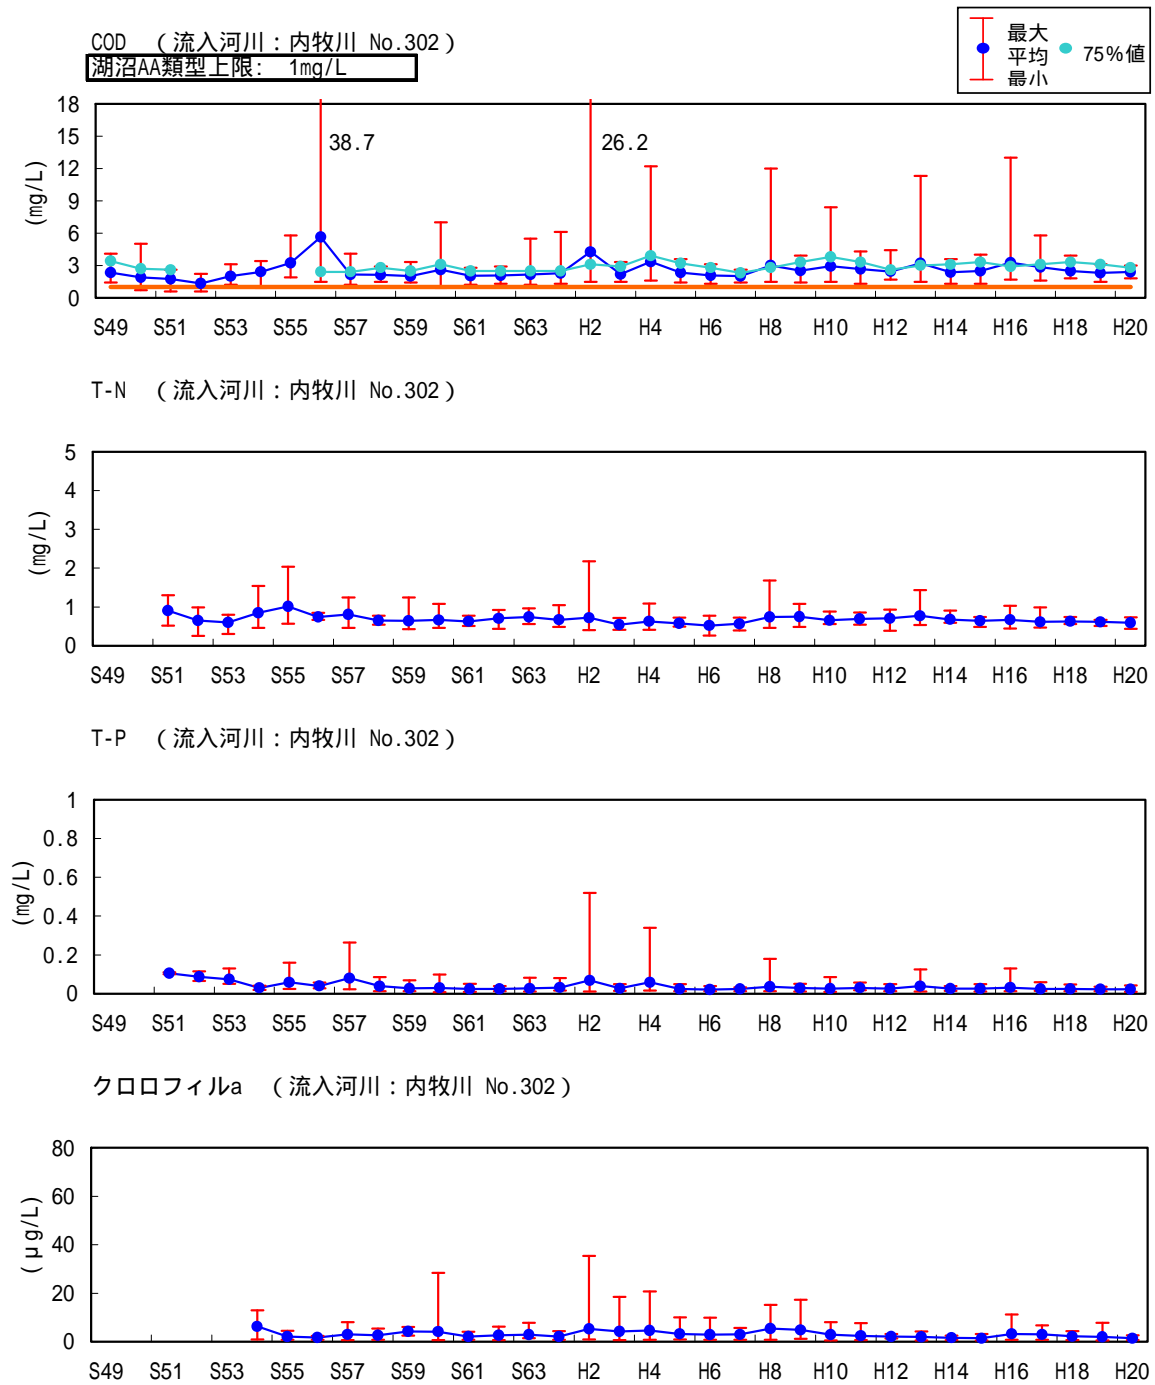 COD （流入河川：内牧川 No.302）
湖沼AA類型上限: 1mg/L
最大
平均
最小
75%値
18
15
12
9
6
3
0
(mg/L)
38.7
26.2
S49 S51 S53 S55 S57 S59 S61 S63 H2 H4 H6 H8 H10 H12 H14 H16 H18 H20
T-N （流入河川：内牧川 No.302）
5
4
3
2
1
0
(mg/L)
S49 S51 S53 S55 S57 S59 S61 S63 H2 H4 H6 H8 H10 H12 H14 H16 H18 H20
T-P （流入河川：内牧川 No.302）
1
0.8
0.6
0.4
0.2
0
(mg/L)
S49 S51 S53 S55 S57 S59 S61 S63 H2 H4 H6 H8 H10 H12 H14 H16 H18 H20
クロロフィルa （流入河川：内牧川 No.302）
80
60
40
20
0
(μg/L)
S49 S51 S53 S55 S57 S59 S61 S63 H2 H4 H6 H8 H10 H12 H14 H16 H18 H20